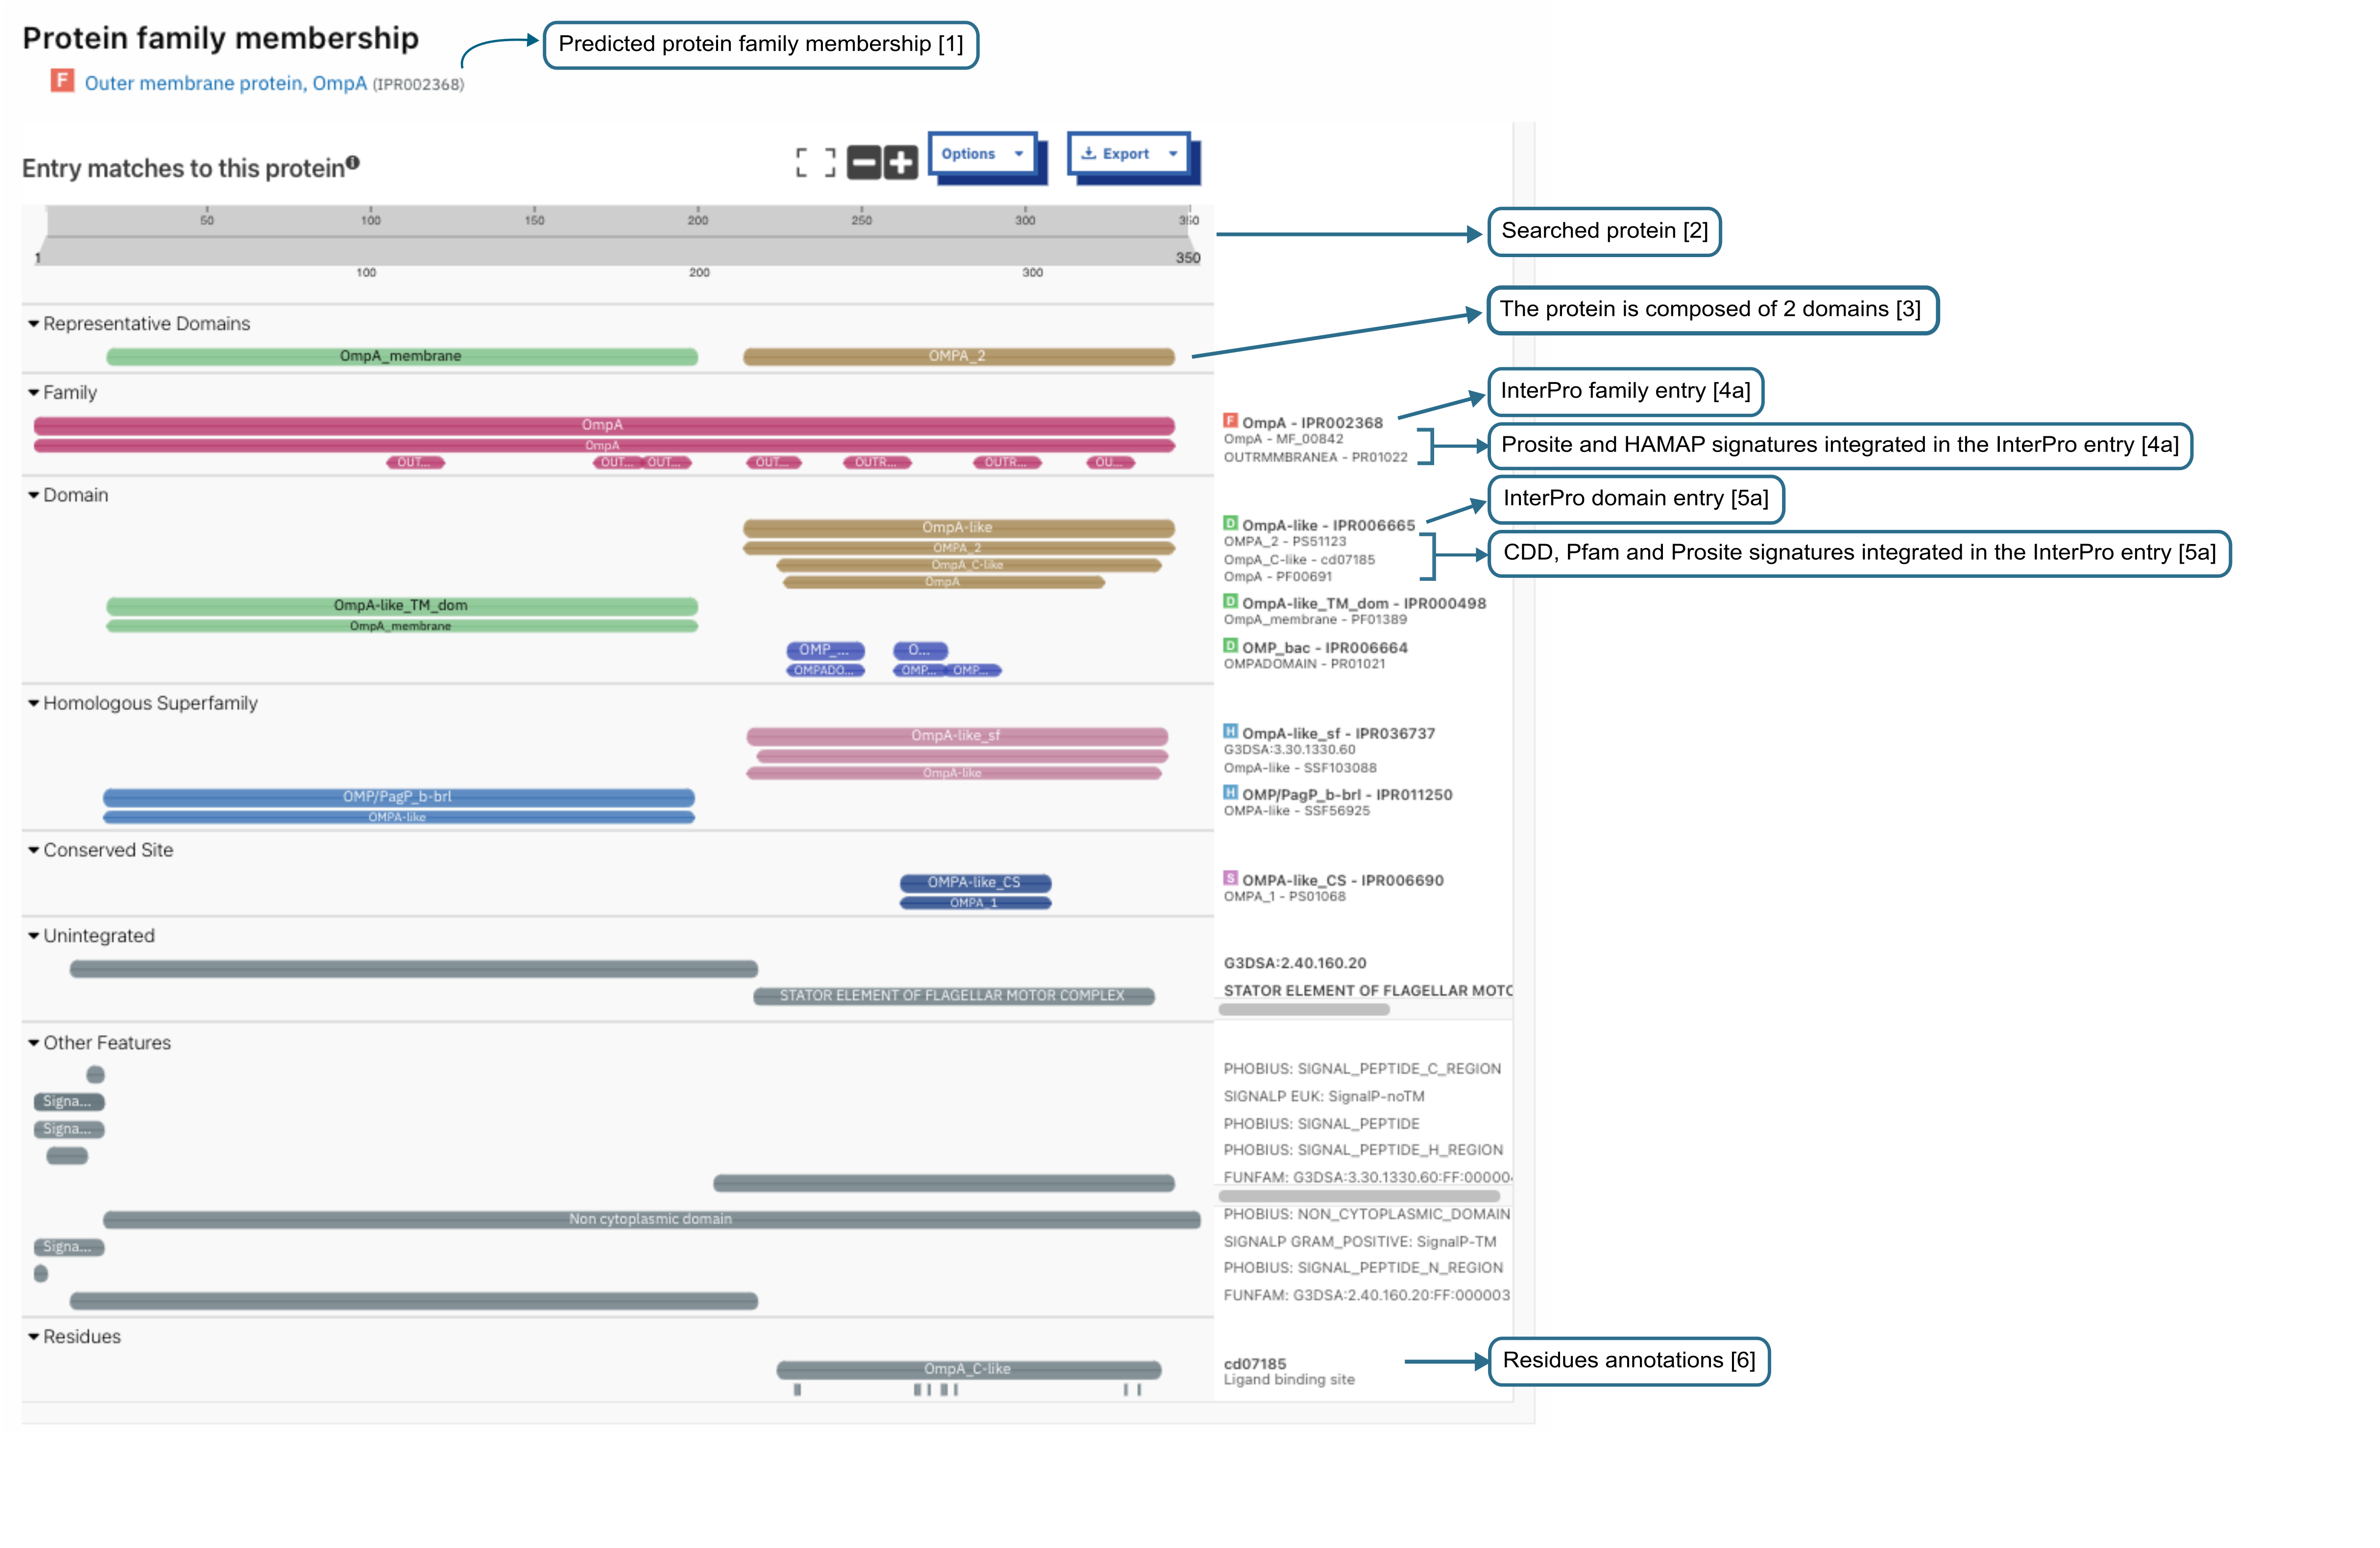 Protein family membership
Predicted protein family membership [1]
F Outer membrane protein, OmpA (IPR002368)
Entry matches to this protein
Options
Export
50 100 150 200 250 300 350
1 350
100 200 300
Searched protein [2]
Representative Domains
The protein is composed of 2 domains [3]
OmpA_membrane OMPA_2
Family
InterPro family entry [4a]
OmpA
F OmpA - IPR002368
OmpA
OmpA - MF_00842
Prosite and HAMAP signatures integrated in the InterPro entry [4a]
OUT... OUT... OUT... OUT... OUTR... OUTR... OU...
OUTRMMBRANEA - PR01022
Domain
InterPro domain entry [5a]
OmpA-like
D OmpA-like - IPR006665
OMPA_2
OMPA_2 - PS51123
CDD, Pfam and Prosite signatures integrated in the InterPro entry [5a]
OmpA_C-like
OmpA_C-like - cd07185
OmpA
OmpA - PF00691
OmpA-like_TM_dom
D OmpA-like_TM_dom - IPR000498
OmpA_membrane
OmpA_membrane - PF01389
OMP_... O...
D OMP_bac - IPR006664
OMPADO... OMP... OMP...
OMPADOMAIN - PR01021
Homologous Superfamily
OmpA-like_sf
H OmpA-like_sf - IPR036737
G3DSA:3.30.1330.60
OmpA-like
OmpA-like - SSF103088
OMP/PagP_b-brl
H OMP/PagP_b-brl - IPR011250
OMPA-like
OMPA-like - SSF56925
Conserved Site
OMPA-like_CS
S OMPA-like_CS - IPR006690
OMPA_1
OMPA_1 - PS01068
Unintegrated
G3DSA:2.40.160.20
STATOR ELEMENT OF FLAGELLAR MOTOR COMPLEX
STATOR ELEMENT OF FLAGELLAR MOTC
Other Features
PHOBIUS: SIGNAL_PEPTIDE_C_REGION
Signa...
SIGNALP EUK: SignalP-noTM
Signa...
PHOBIUS: SIGNAL_PEPTIDE
PHOBIUS: SIGNAL_PEPTIDE_H_REGION
FUNFAM: G3DSA:3.30.1330.60:FF:00000
Non cytoplasmic domain
PHOBIUS: NON_CYTOPLASMIC_DOMAIN
Signa...
SIGNALP GRAM_POSITIVE: SignalP-TM
PHOBIUS: SIGNAL_PEPTIDE_N_REGION
FUNFAM: G3DSA:2.40.160.20:FF:000003
Residues
OmpA_C-like
cd07185
Residues annotations [6]
Ligand binding site